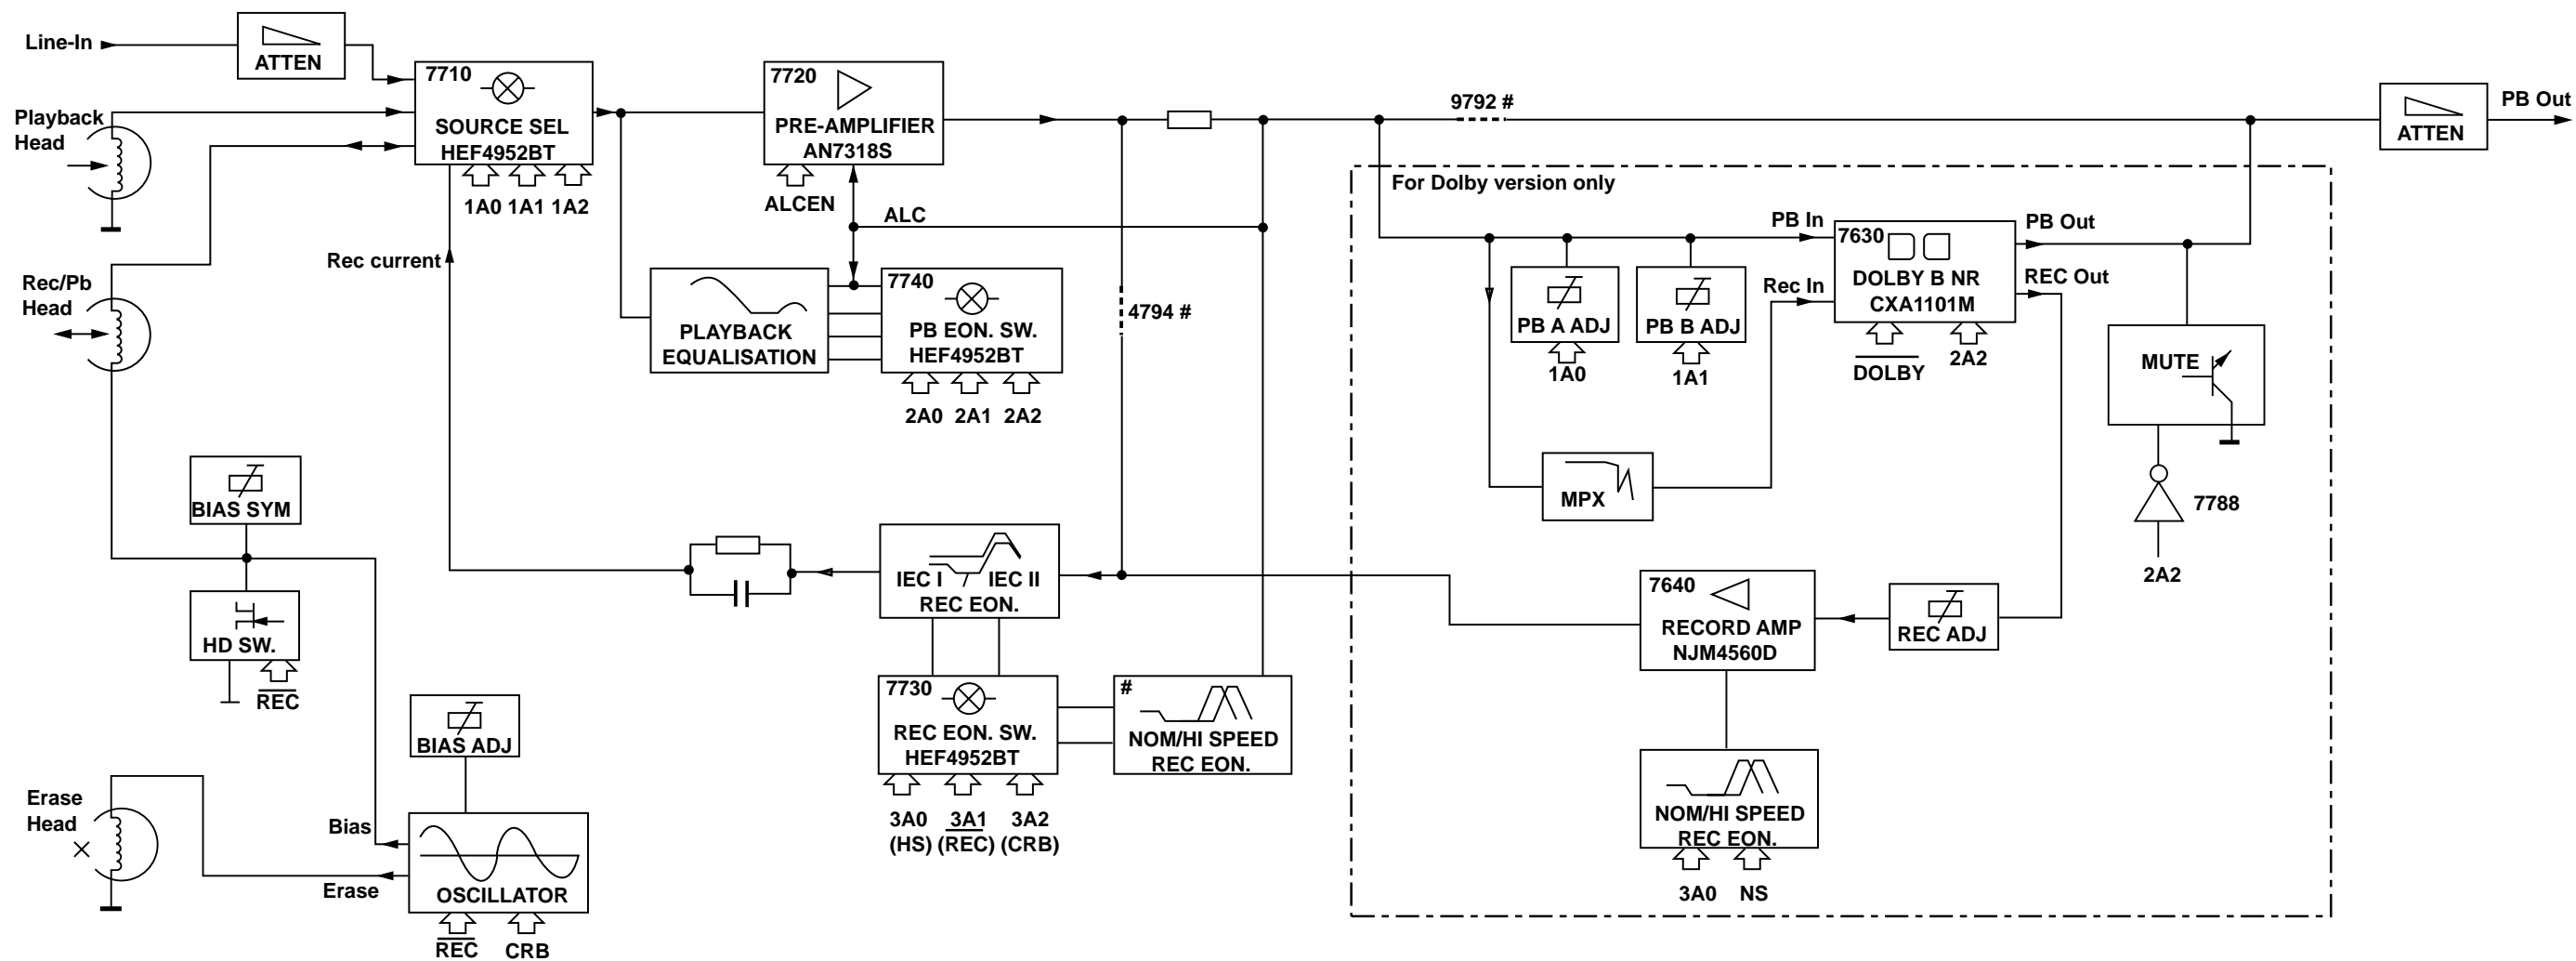 Line-In
ATTEN
7710
SOURCE SEL
HEF4952BT
1A0 1A1 1A2
Playback
Head
Rec/Pb
Head
Rec current
7720
PRE-AMPLIFIER
AN7318S
ALCEN
ALC
PLAYBACK
EQUALISATION
7740
PB EON. SW.
HEF4952BT
2A0 2A1 2A2
4794 #
9792 #
ATTEN
PB Out
For Dolby version only
PB In
Rec In
7630
DOLBY B NR
CXA1101M
DOLBY
2A2
PB Out
REC Out
PB A ADJ
1A0
PB B ADJ
1A1
MPX
MUTE
7788
2A2
BIAS SYM
HD SW.
REC
IEC I IEC II
REC EON.
7730
REC EON. SW.
HEF4952BT
3A0 3A1 3A2
(HS) (REC) (CRB)
#
NOM/HI SPEED
REC EON.
7640
RECORD AMP
NJM4560D
REC ADJ
NOM/HI SPEED
REC EON.
3A0 NS
BIAS ADJ
Erase
Head
Bias
Erase
OSCILLATOR
REC CRB